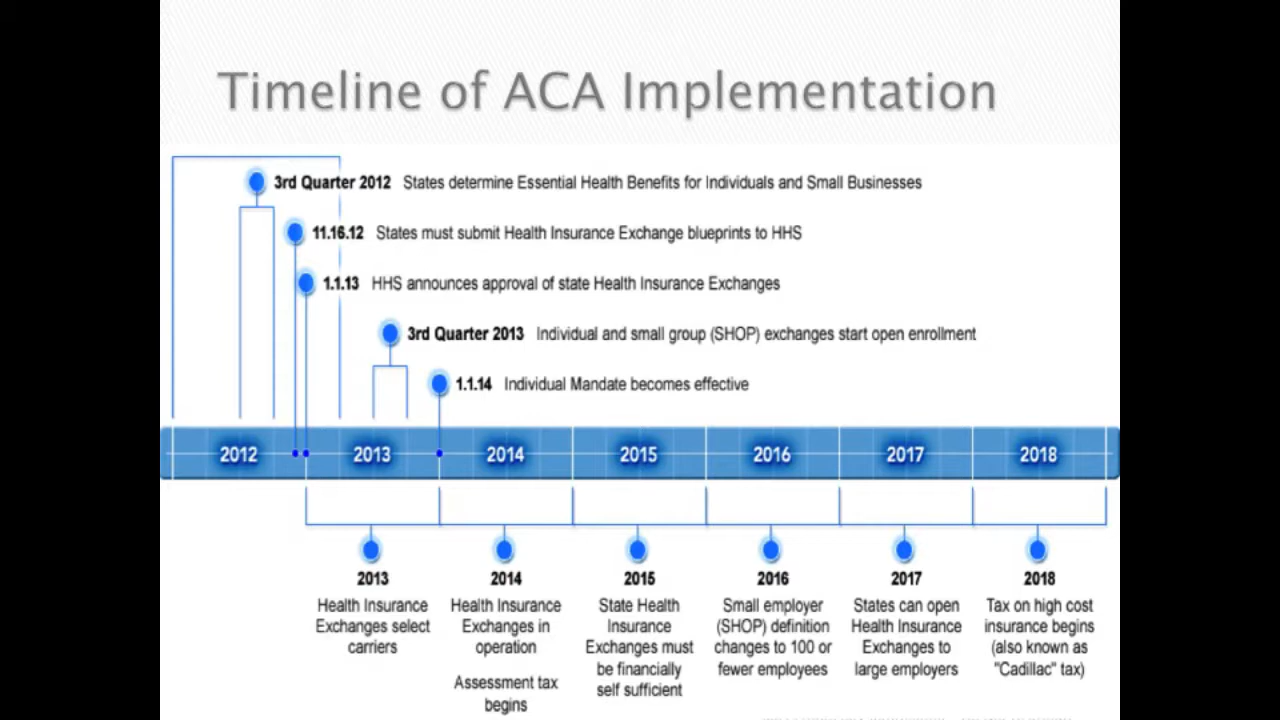 Timeline of ACA Implementation
3rd Quarter 2012 States determine Essential Health Benefits for Individuals and Small Businesses
11.16.12 States must submit Health Insurance Exchange blueprints to HHS
1.1.13 HHS announces approval of state Health Insurance Exchanges
3rd Quarter 2013 Individual and small group (SHOP) exchanges start open enrollment
1.1.14 Individual Mandate becomes effective
2012 2013 2014 2015 2016 2017 2018
2013
Health Insurance
Exchanges select
carriers
2014
Health Insurance
Exchanges in
operation
Assessment tax
begins
2015
State Health
Insurance
Exchanges must
be financially
self sufficient
2016
Small employer
(SHOP) definition
changes to 100 or
fewer employees
2017
States can open
Health Insurance
Exchanges to
large employers
2018
Tax on high cost
insurance begins
(also known as
"Cadillac" tax)